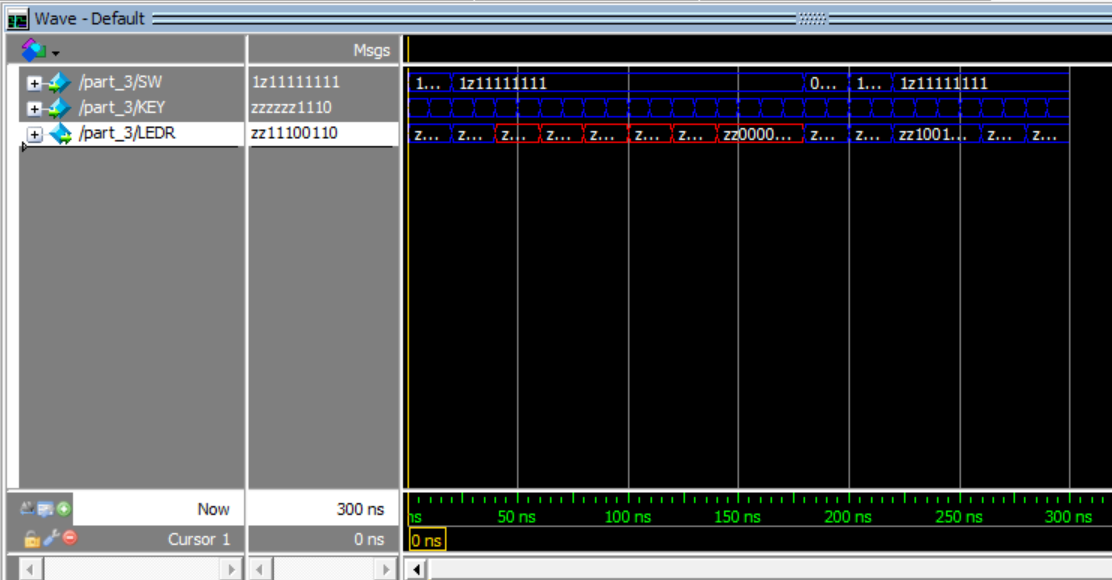 Wave - Default
Msgs
/part_3/SW 1z11111111 1... 1z11111111 0... 1... 1z11111111
/part_3/KEY zzzzzz1110
/part_3/LEDR zz11100110 z... z... z... z... z... z... z... zz0000... z... z... zz1001... z... z...
Now 300 ns ns 50 ns 100 ns 150 ns 200 ns 250 ns 300 ns
Cursor 1 0 ns 0 ns